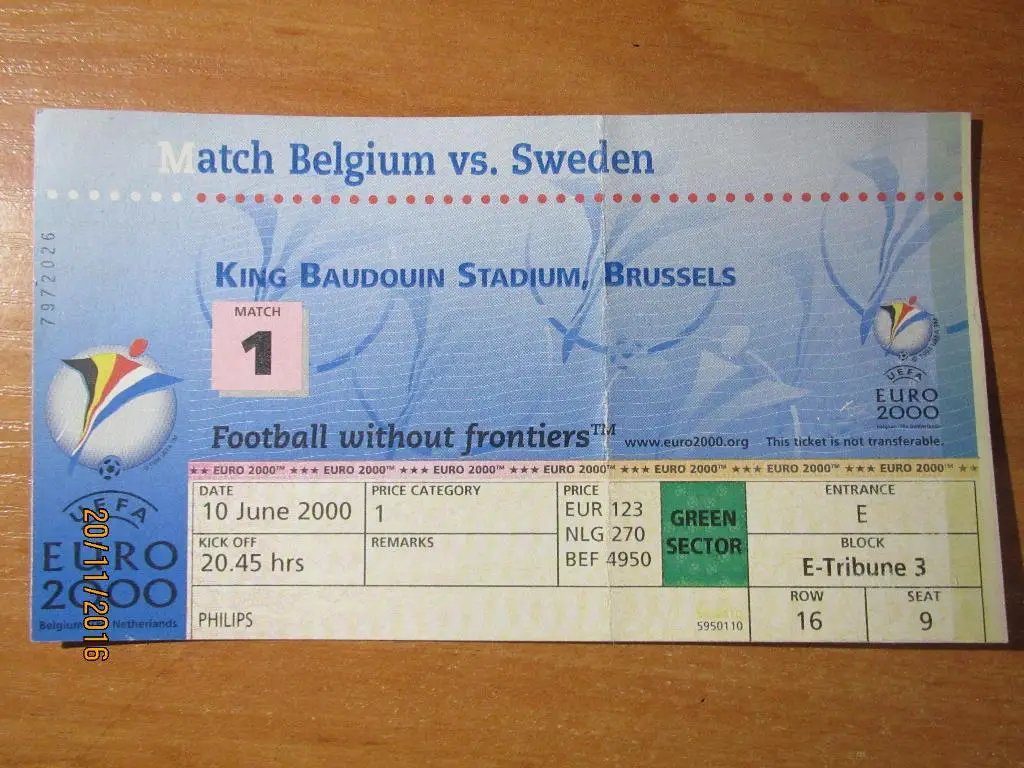 Match Belgium vs. Sweden
7972026
KING BAUDOUIN STADIUM, BRUSSELS
MATCH
1
UEFA
EURO
2000
Football without frontiers™ www.euro2000.org This ticket is not transferable.
★★ EURO 2000™ ★★★ EURO 2000™ ★★★ EURO 2000™ ★★★ EURO 2000™ ★★★ EURO 2000™ ★★★ EURO 2000™ ★★★ EURO 2000™ ★★
UEFA
EURO
2000
Belgium Netherlands
DATE
10 June 2000
PRICE CATEGORY
1
PRICE
EUR 123
NLG 270
BEF 4950
GREEN
SECTOR
ENTRANCE
E
KICK OFF
20.45 hrs
REMARKS
BLOCK
E-Tribune 3
PHILIPS
5950110
ROW
16
SEAT
9
20/11/2016